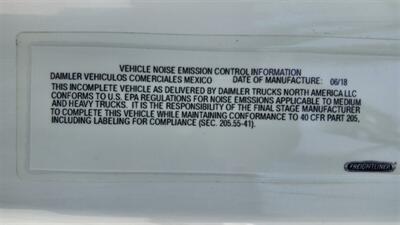 VEHICLE NOISE EMISSION CONTROL INFORMATION
DAIMLER VEHICULOS COMERCIALES MEXICO DATE OF MANUFACTURE: 06/18
THIS INCOMPLETE VEHICLE AS DELIVERED BY DAIMLER TRUCKS NORTH AMERICA LLC
CONFORMS TO U.S. EPA REGULATIONS FOR NOISE EMISSIONS APPLICABLE TO MEDIUM
AND HEAVY TRUCKS. IT IS THE RESPONSIBILITY OF THE FINAL STAGE MANUFACTURER
TO COMPLETE THIS VEHICLE WHILE MAINTAINING CONFORMANCE TO 40 CFR PART 205,
INCLUDING LABELING FOR COMPLIANCE (SEC. 205.55-41).
FREIGHTLINER